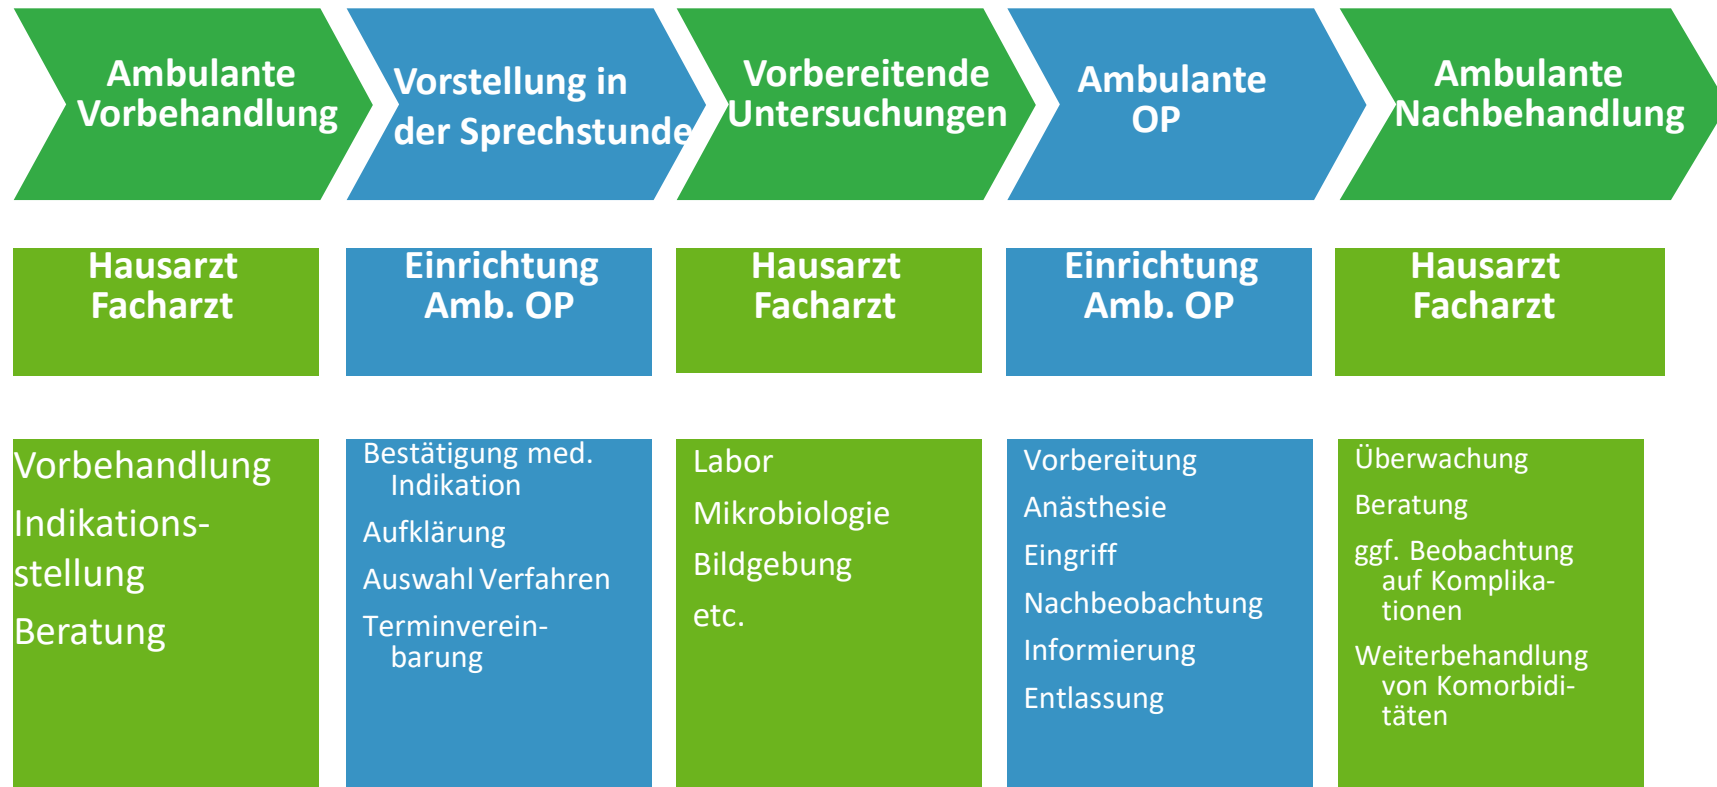 Ambulante
Vorbehandlung
Vorstellung in
der Sprechstunde
Vorbereitende
Untersuchungen
Ambulante
OP
Ambulante
Nachbehandlung
Hausarzt
Facharzt
Einrichtung
Amb. OP
Hausarzt
Facharzt
Einrichtung
Amb. OP
Hausarzt
Facharzt
Vorbehandlung
Indikations-
stellung
Beratung
Bestätigung med.
Indikation
Aufklärung
Auswahl Verfahren
Terminverein-
barung
Labor
Mikrobiologie
Bildgebung
etc.
Vorbereitung
Anästhesie
Eingriff
Nachbeobachtung
Informierung
Entlassung
Überwachung
Beratung
ggf. Beobachtung
auf Komplika-
tionen
Weiterbehandlung
von Komorbidi-
täten